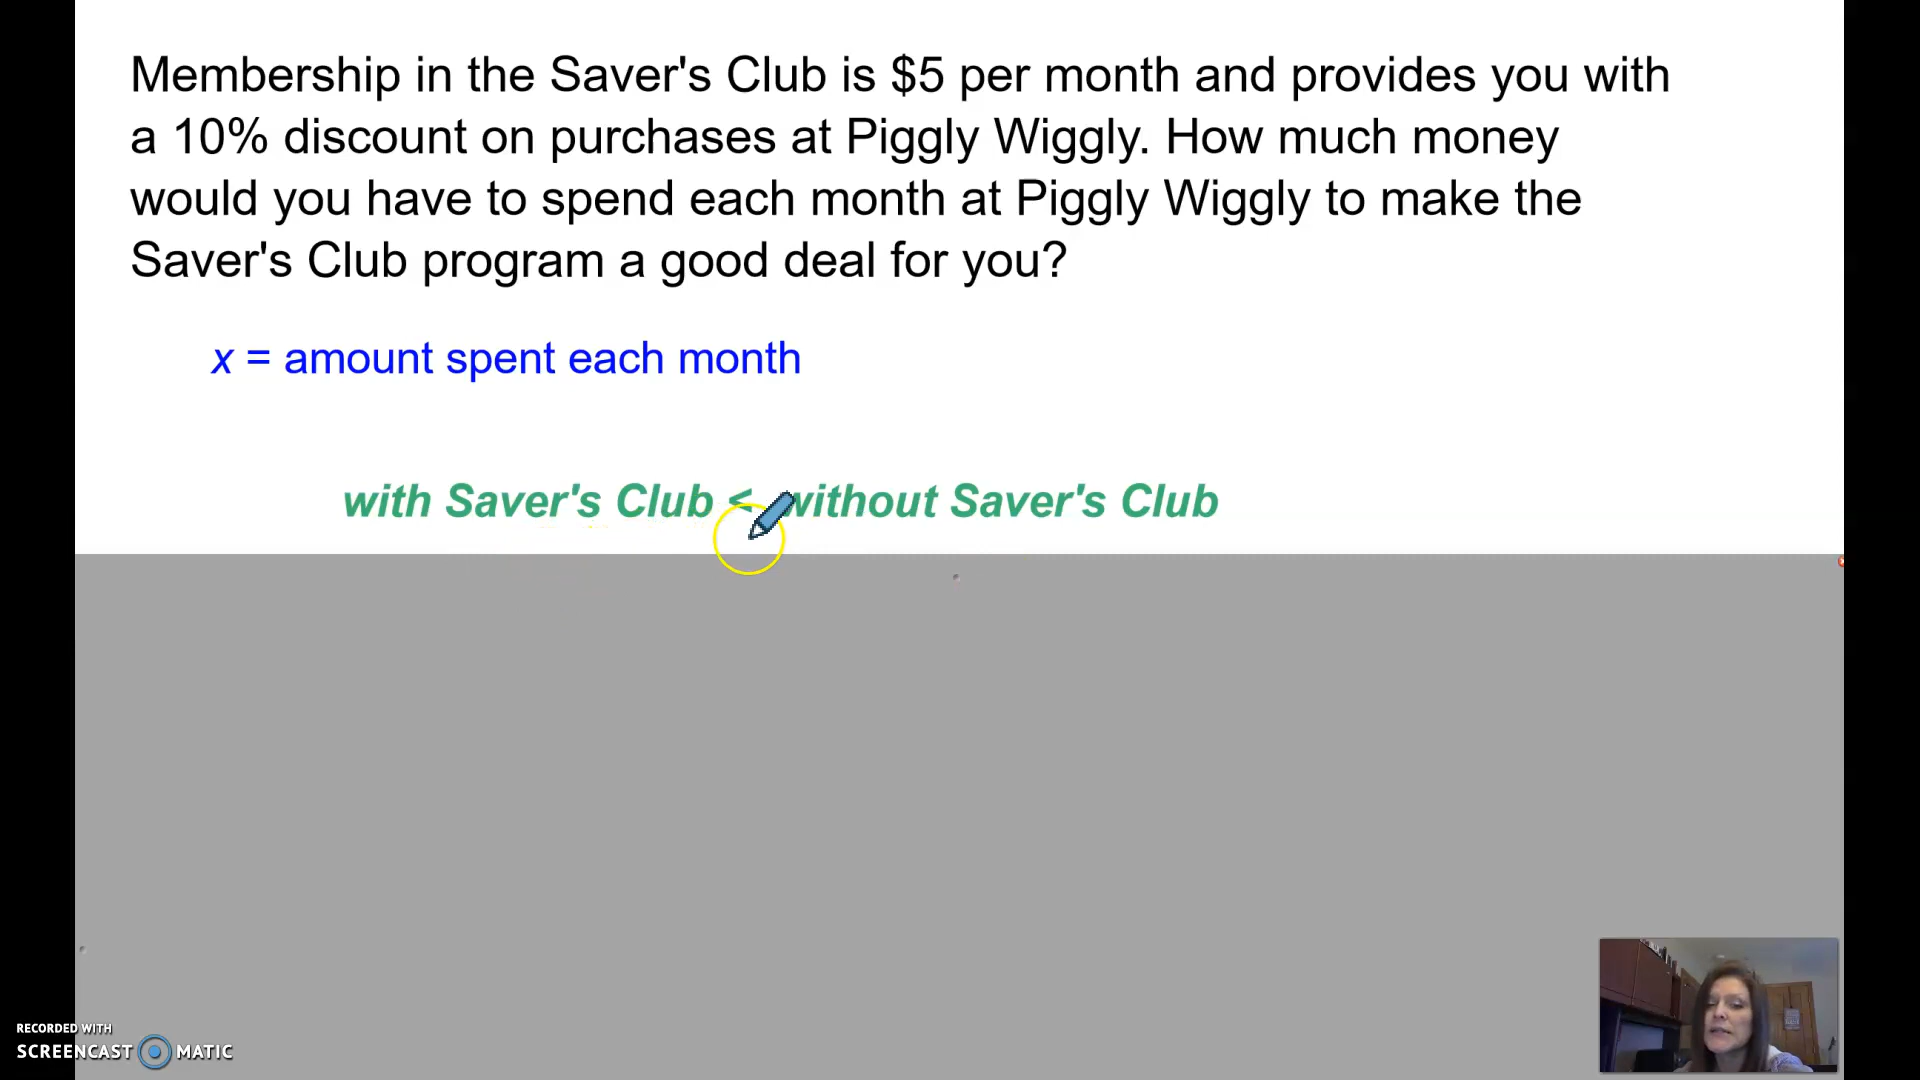 Membership in the Saver's Club is $5 per month and provides you with
a 10% discount on purchases at Piggly Wiggly. How much money
would you have to spend each month at Piggly Wiggly to make the
Saver's Club program a good deal for you?
x = amount spent each month
with Saver's Club < without Saver's Club
RECORDED WITH
SCREENCAST MATIC